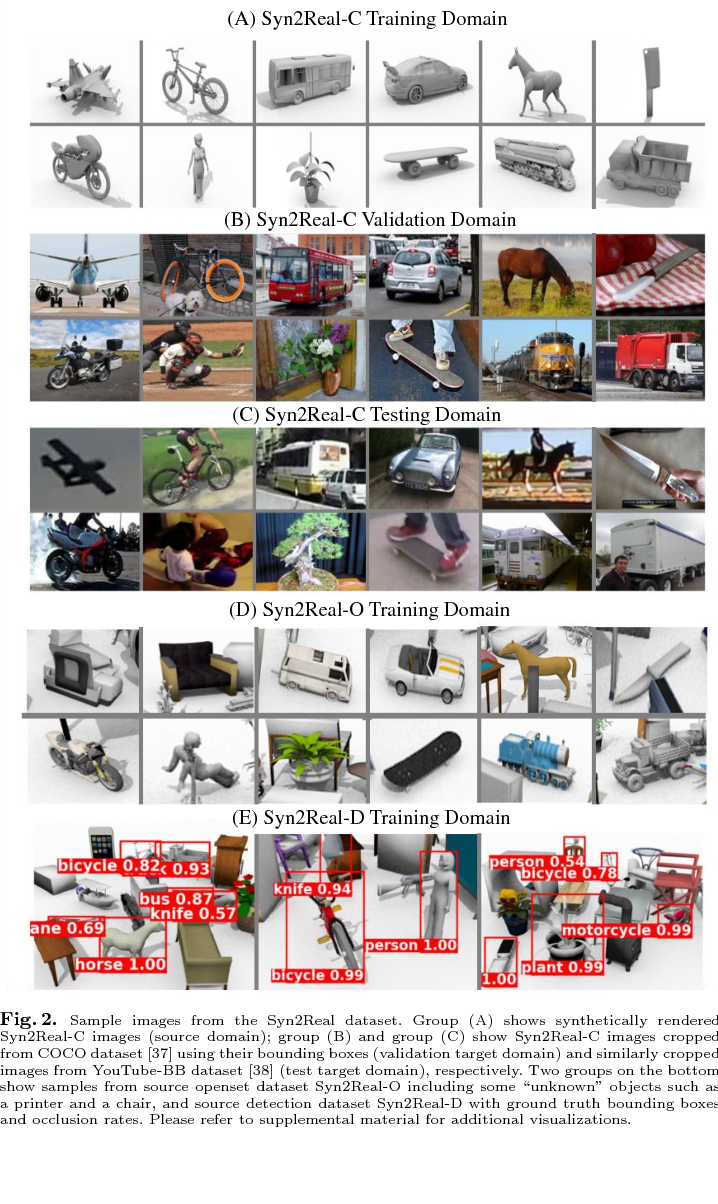 (A) Syn2Real-C Training Domain
(B) Syn2Real-C Validation Domain
(C) Syn2Real-C Testing Domain
(D) Syn2Real-O Training Domain
(E) Syn2Real-D Training Domain
bicycle 0.82
0.93
bus 0.87
knife 0.57
ane 0.69
horse 1.00
knife 0.94
person 1.00
bicycle 0.99
person 0.54
bicycle 0.78
motorcycle 0.99
plant 0.99
1.00
Fig. 2. Sample images from the Syn2Real dataset. Group (A) shows synthetically rendered
Syn2Real-C images (source domain); group (B) and group (C) show Syn2Real-C images cropped
from COCO dataset [37] using their bounding boxes (validation target domain) and similarly cropped
images from YouTube-BB dataset [38] (test target domain), respectively. Two groups on the bottom
show samples from source openset dataset Syn2Real-O including some “unknown” objects such as
a printer and a chair, and source detection dataset Syn2Real-D with ground truth bounding boxes
and occlusion rates. Please refer to supplemental material for additional visualizations.